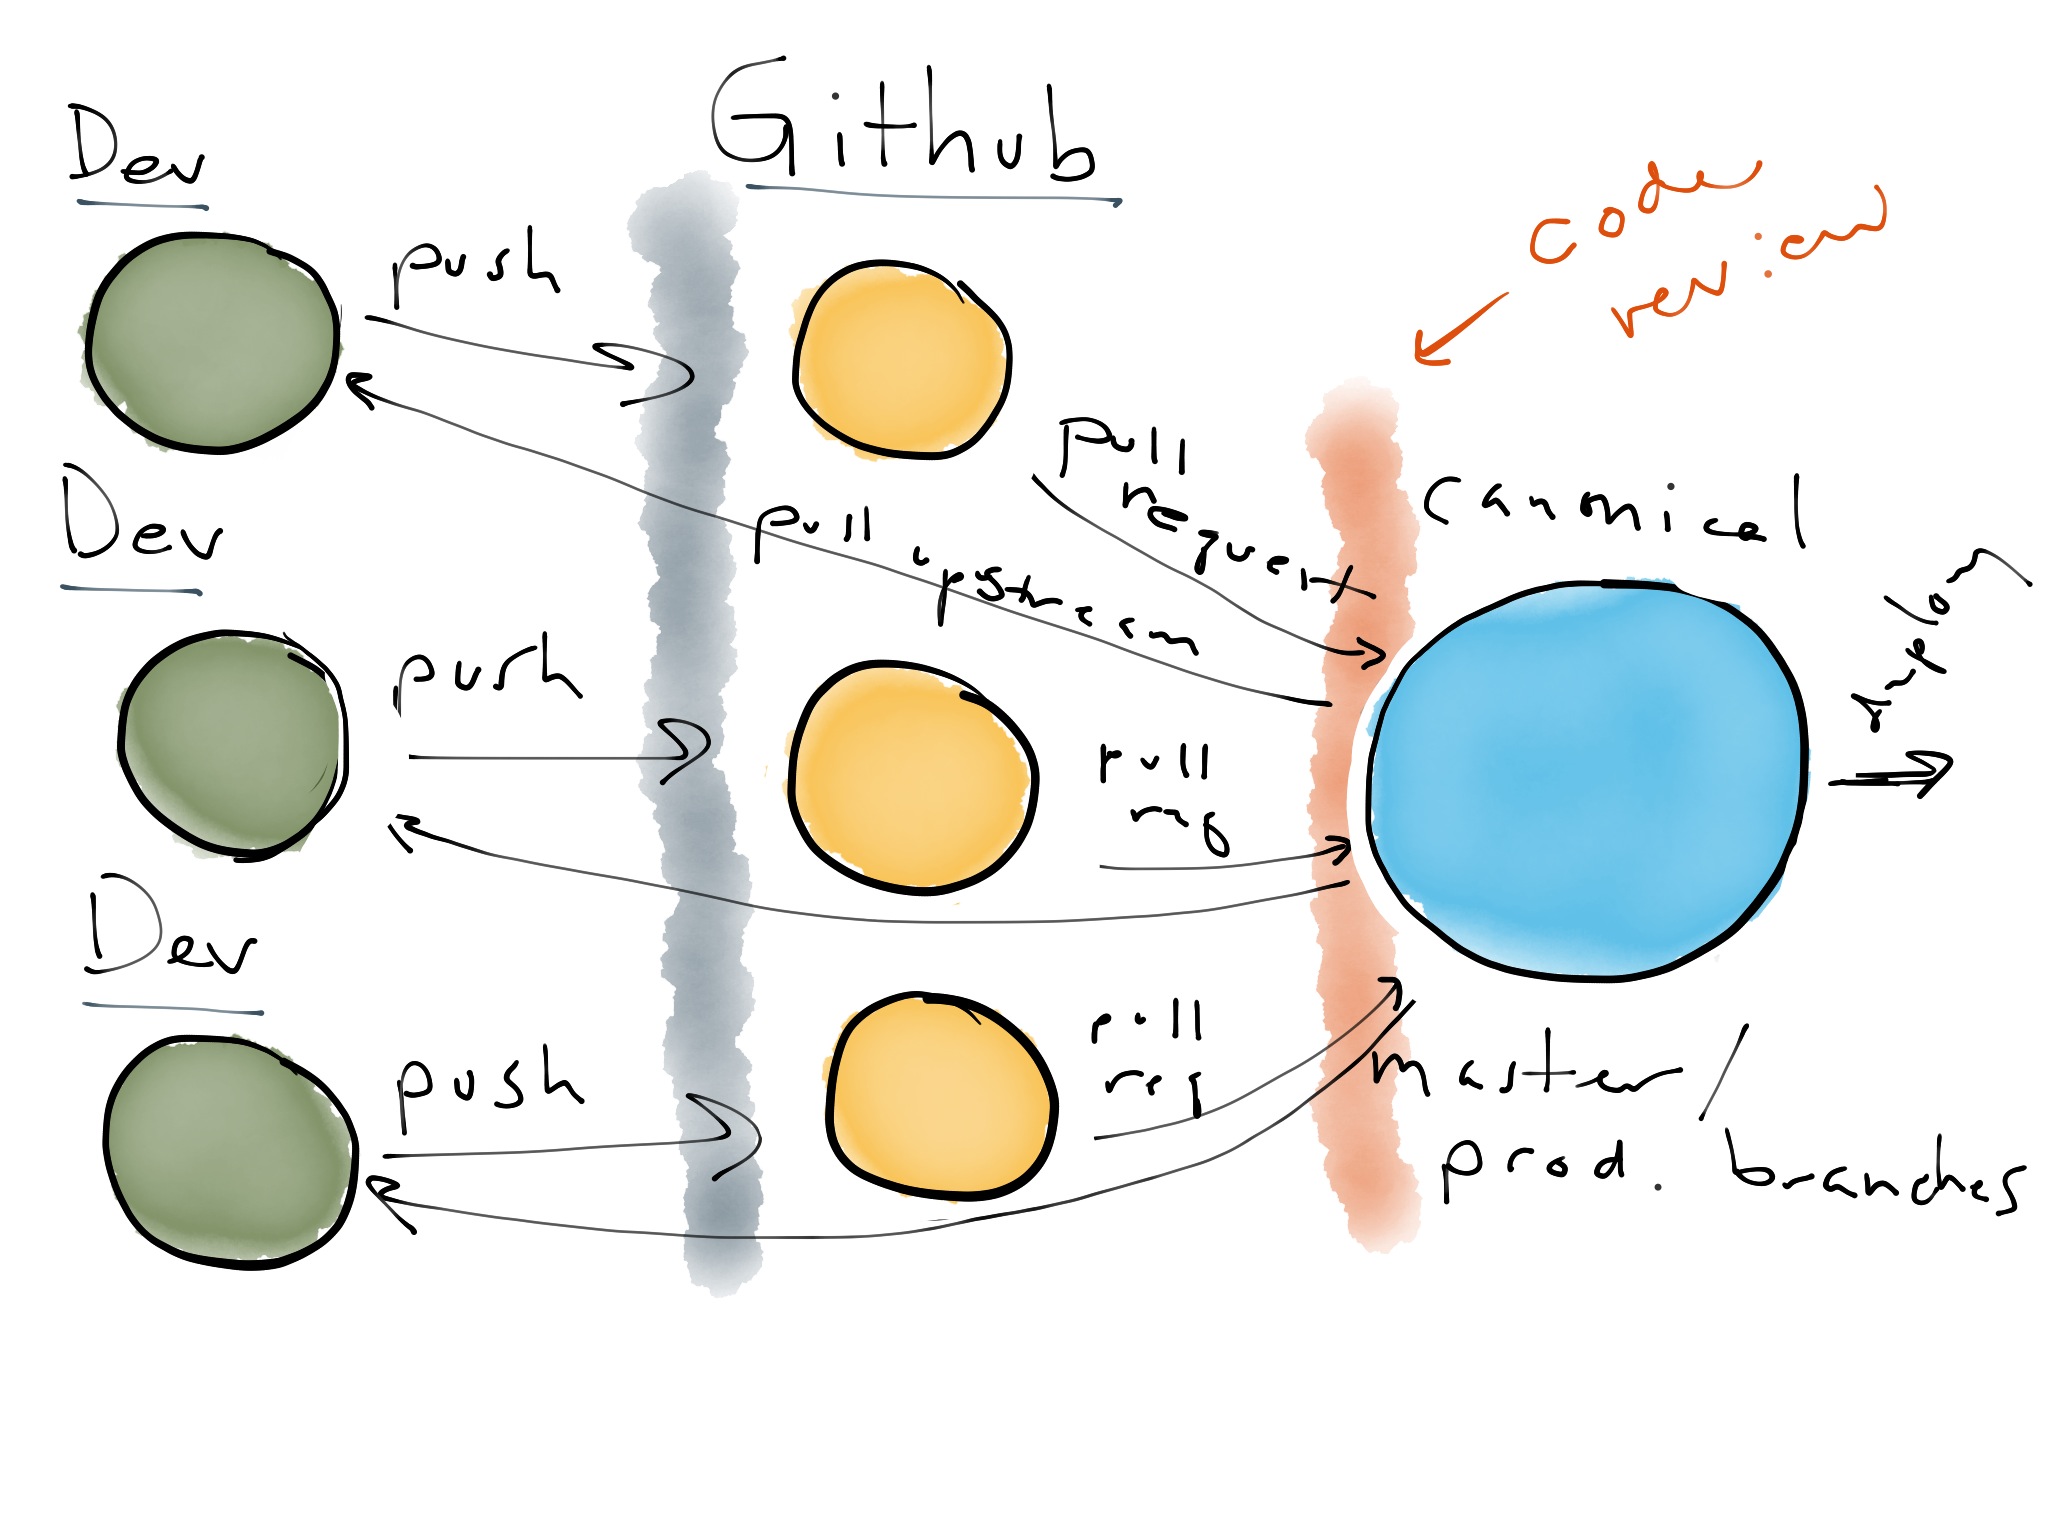 Github
Dev
push
code
review
pull
request
canonical
Dev
pull upstream
deploy
push
pull
req
Dev
push
pull
req
master/
prod. branches